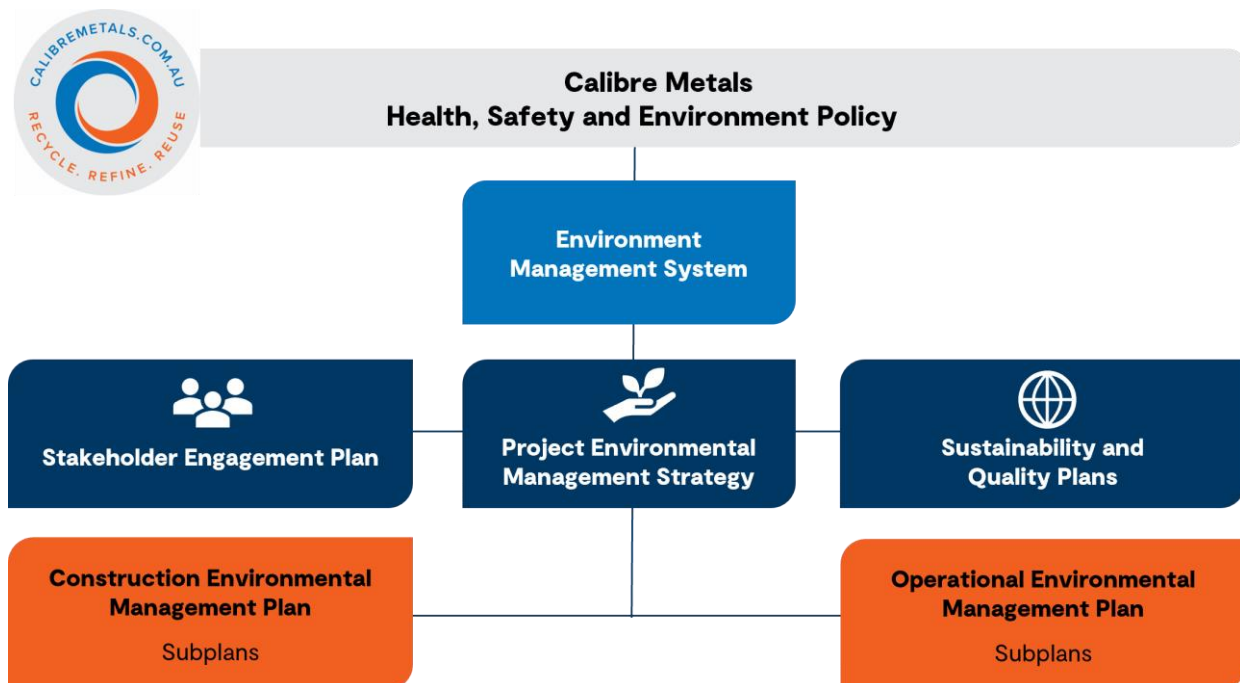 CALIBREMETALS.COM.AU
RECYCLE. REFINE. REUSE
Calibre Metals
Health, Safety and Environment Policy
Environment
Management System
Stakeholder Engagement Plan
Project Environmental
Management Strategy
Sustainability and
Quality Plans
Construction Environmental
Management Plan
Subplans
Operational Environmental
Management Plan
Subplans